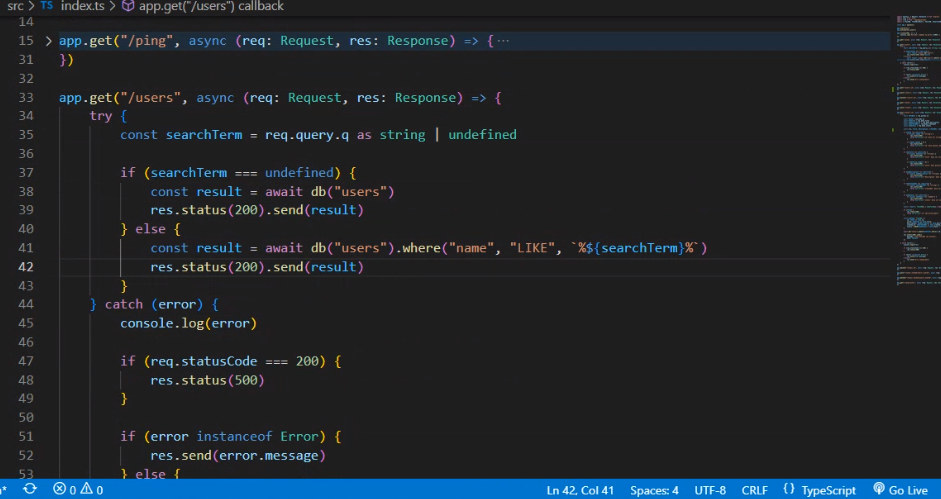 src > TS index.ts > app.get("/users") callback
14
15 > app.get("/ping", async (req: Request, res: Response) => {···
31 })
32
33 app.get("/users", async (req: Request, res: Response) => {
34     try {
35         const searchTerm = req.query.q as string | undefined
36
37         if (searchTerm === undefined) {
38             const result = await db("users")
39             res.status(200).send(result)
40         } else {
41             const result = await db("users").where("name", "LIKE", `%${searchTerm}%`)
42             res.status(200).send(result)
43         }
44     } catch (error) {
45         console.log(error)
46
47         if (req.statusCode === 200) {
48             res.status(500)
49         }
50
51         if (error instanceof Error) {
52             res.send(error.message)
53         } else {
0 0 Ln 42, Col 41 Spaces: 4 UTF-8 CRLF {} TypeScript Go Live